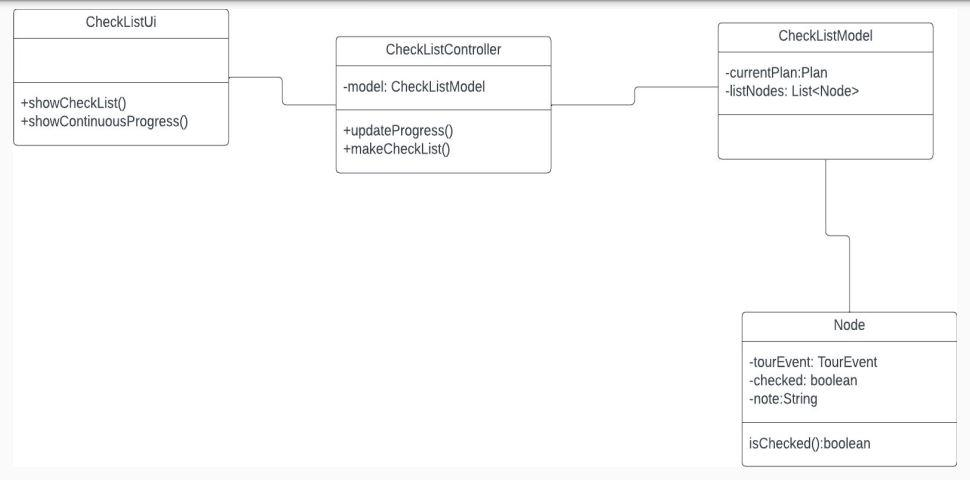 CheckListUi
+showCheckList()
+showContinuousProgress()
CheckListController
-model: CheckListModel
+updateProgress()
+makeCheckList()
CheckListModel
-currentPlan:Plan
-listNodes: List<Node>
Node
-tourEvent: TourEvent
-checked: boolean
-note:String
isChecked():boolean